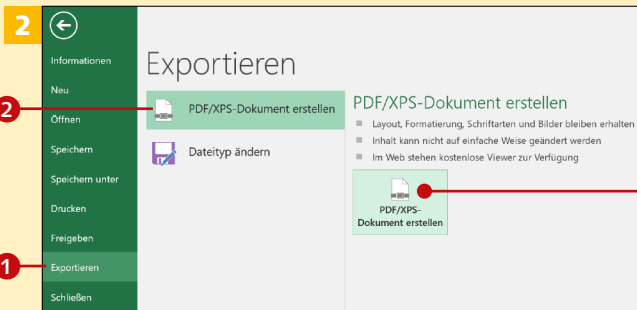 2
Informationen
Neu
Öffnen
Speichern
Speichern unter
Drucken
Freigeben
Exportieren
Schließen
2
1
Exportieren
PDF/XPS-Dokument erstellen
Dateityp ändern
PDF/XPS-Dokument erstellen
Layout, Formatierung, Schriftarten und Bilder bleiben erhalten
Inhalt kann nicht auf einfache Weise geändert werden
Im Web stehen kostenlose Viewer zur Verfügung
PDF/XPS-
Dokument erstellen